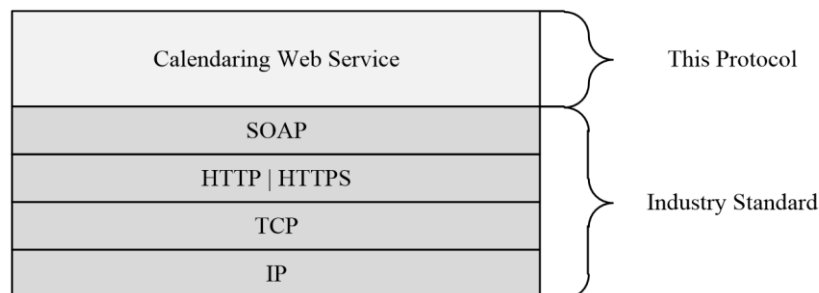 Calendaring Web Service
This Protocol
SOAP
HTTP | HTTPS
Industry Standard
TCP
IP